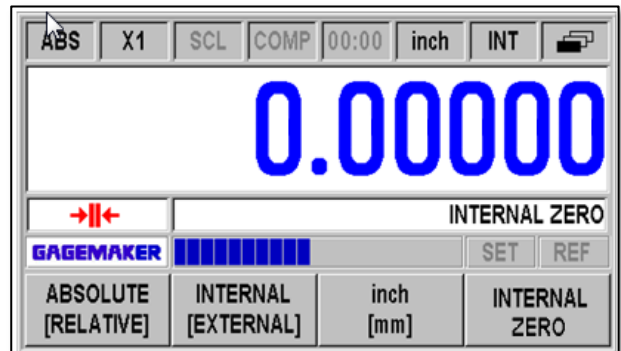 ABS X1 SCL COMP 00:00 inch INT
0.00000
INTERNAL ZERO
GAGEMAKER SET REF
ABSOLUTE INTERNAL inch INTERNAL
[RELATIVE] [EXTERNAL] [mm] ZERO